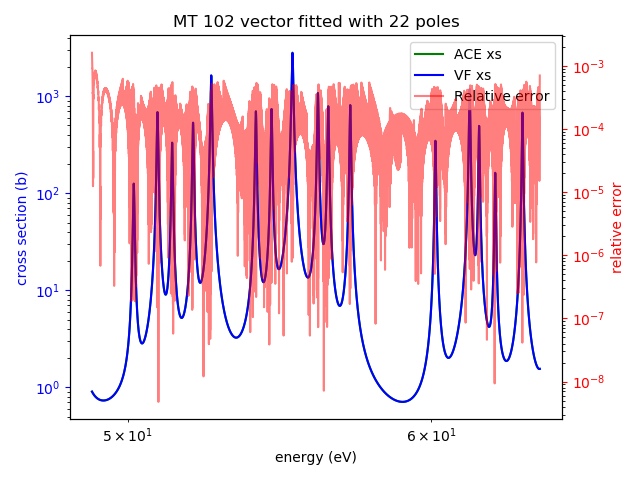 MT 102 vector fitted with 22 poles
ACE xs
VF xs
Relative error
cross section (b)
10³
10²
10¹
10⁰
relative error
10⁻³
10⁻⁴
10⁻⁵
10⁻⁶
10⁻⁷
10⁻⁸
5 × 10¹
6 × 10¹
energy (eV)